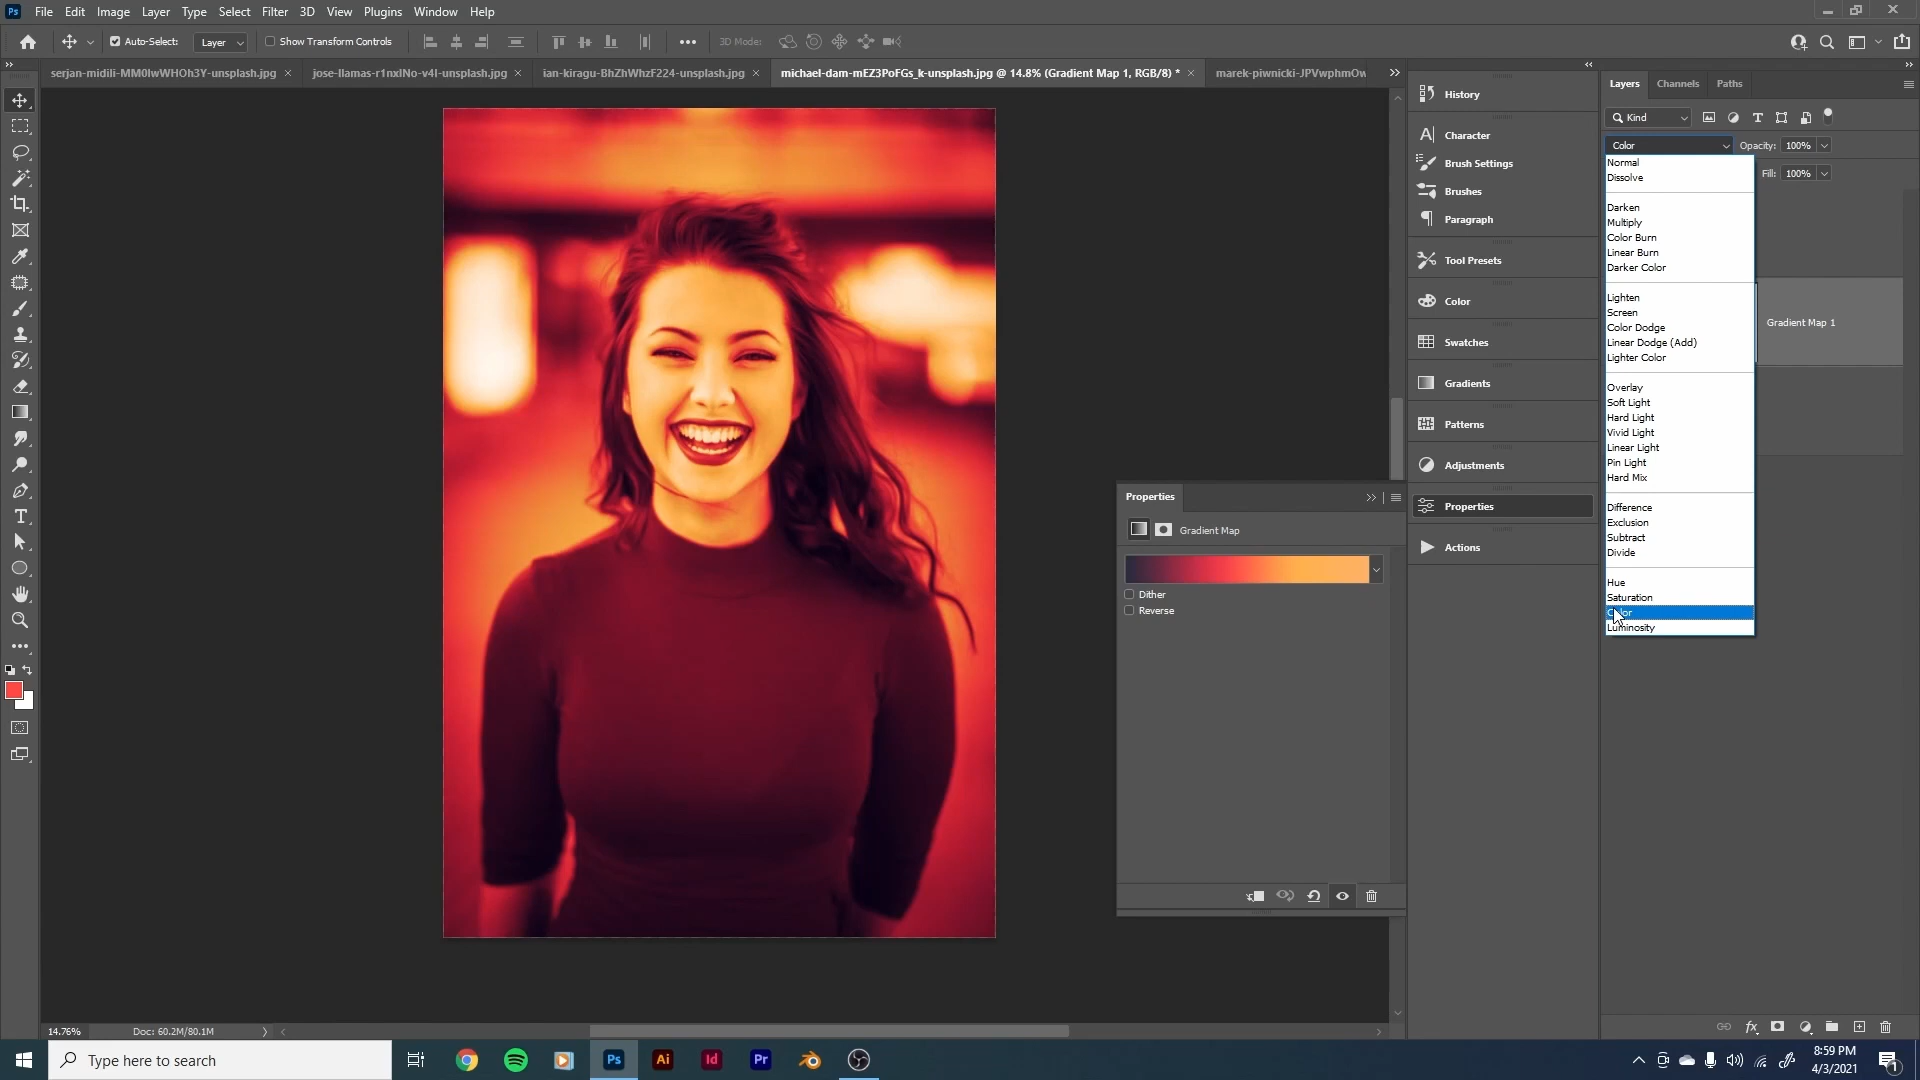 Ps File Edit Image Layer Type Select Filter 3D View Plugins Window Help
Auto-Select: Layer Show Transform Controls 3D Mode:
serjan-midili-MM0lwWHOh3Y-unsplash.jpg jose-llamas-r1nxlNo-v4I-unsplash.jpg ian-kiragu-BhZhWhzF224-unsplash.jpg michael-dam-mEZ3PoFGs_k-unsplash.jpg @ 14.8% (Gradient Map 1, RGB/8) * marek-piwnicki-JPVwphmOw
History
Character
Brush Settings
Brushes
Paragraph
Tool Presets
Color
Swatches
Gradients
Patterns
Adjustments
Properties
Actions
Layers Channels Paths
Kind
Color Opacity: 100%
Fill: 100%
Normal
Dissolve
Darken
Multiply
Color Burn
Linear Burn
Darker Color
Lighten
Screen
Color Dodge
Linear Dodge (Add)
Lighter Color
Overlay
Soft Light
Hard Light
Vivid Light
Linear Light
Pin Light
Hard Mix
Difference
Exclusion
Subtract
Divide
Hue
Saturation
Color
Luminosity
Gradient Map 1
Properties
Gradient Map
Dither
Reverse
14.76% Doc: 60.2M/80.1M
Type here to search
Ps Ai Id Pr
8:59 PM
4/3/2021
1